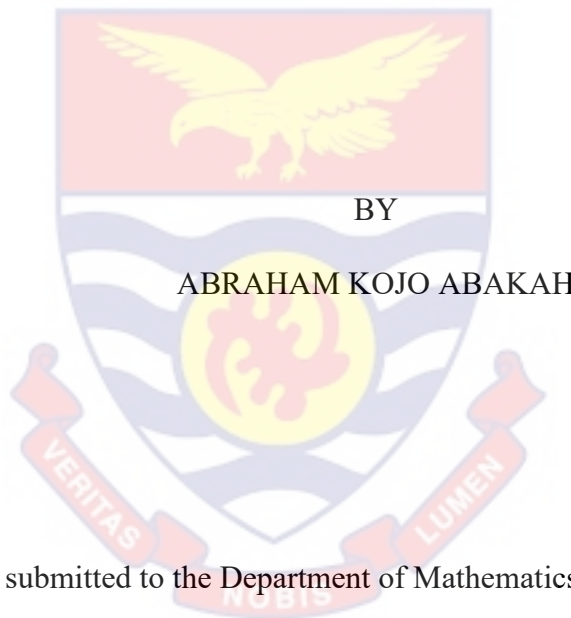 BY
ABRAHAM KOJO ABAKAH
VERITAS
NOBIS
LUMEN
submitted to the Department of Mathematics